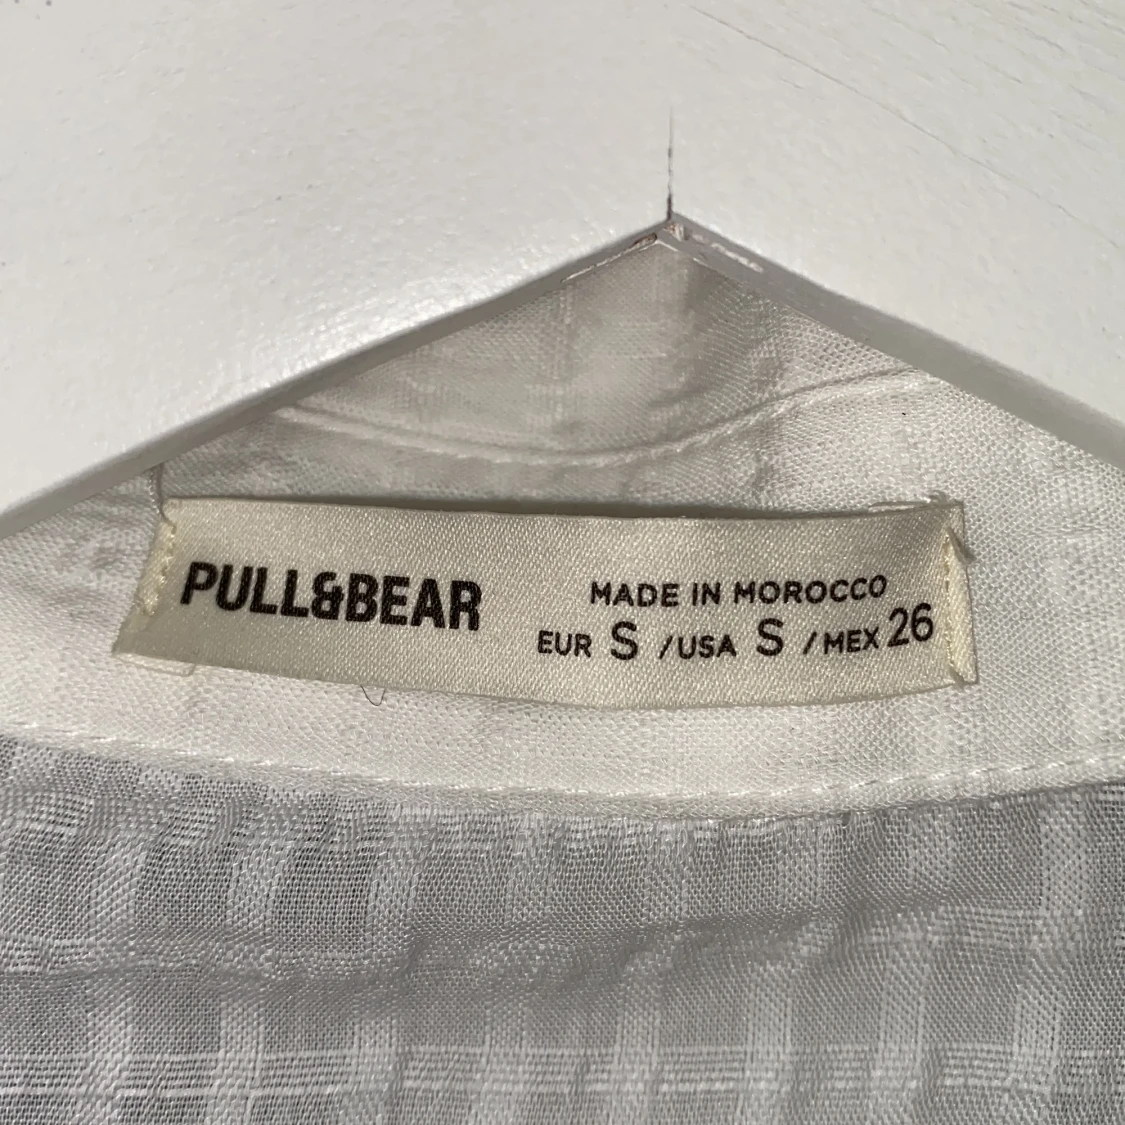 PULL&BEAR
MADE IN MOROCCO
EUR S /USA S /MEX 26